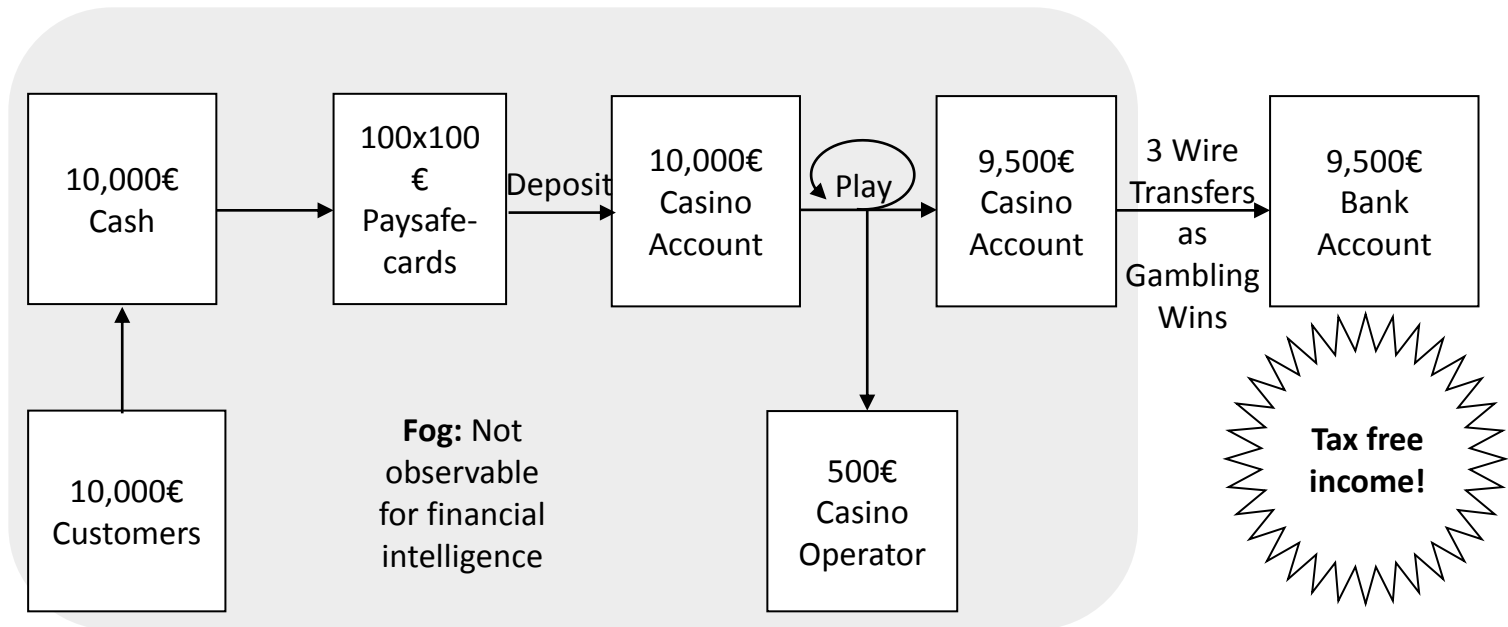 10,000€
Cash
100x100
€
Paysafe-
cards
Deposit
10,000€
Casino
Account
Play
9,500€
Casino
Account
3 Wire
Transfers
as
Gambling
Wins
9,500€
Bank
Account
10,000€
Customers
Fog: Not
observable
for financial
intelligence
500€
Casino
Operator
Tax free
income!